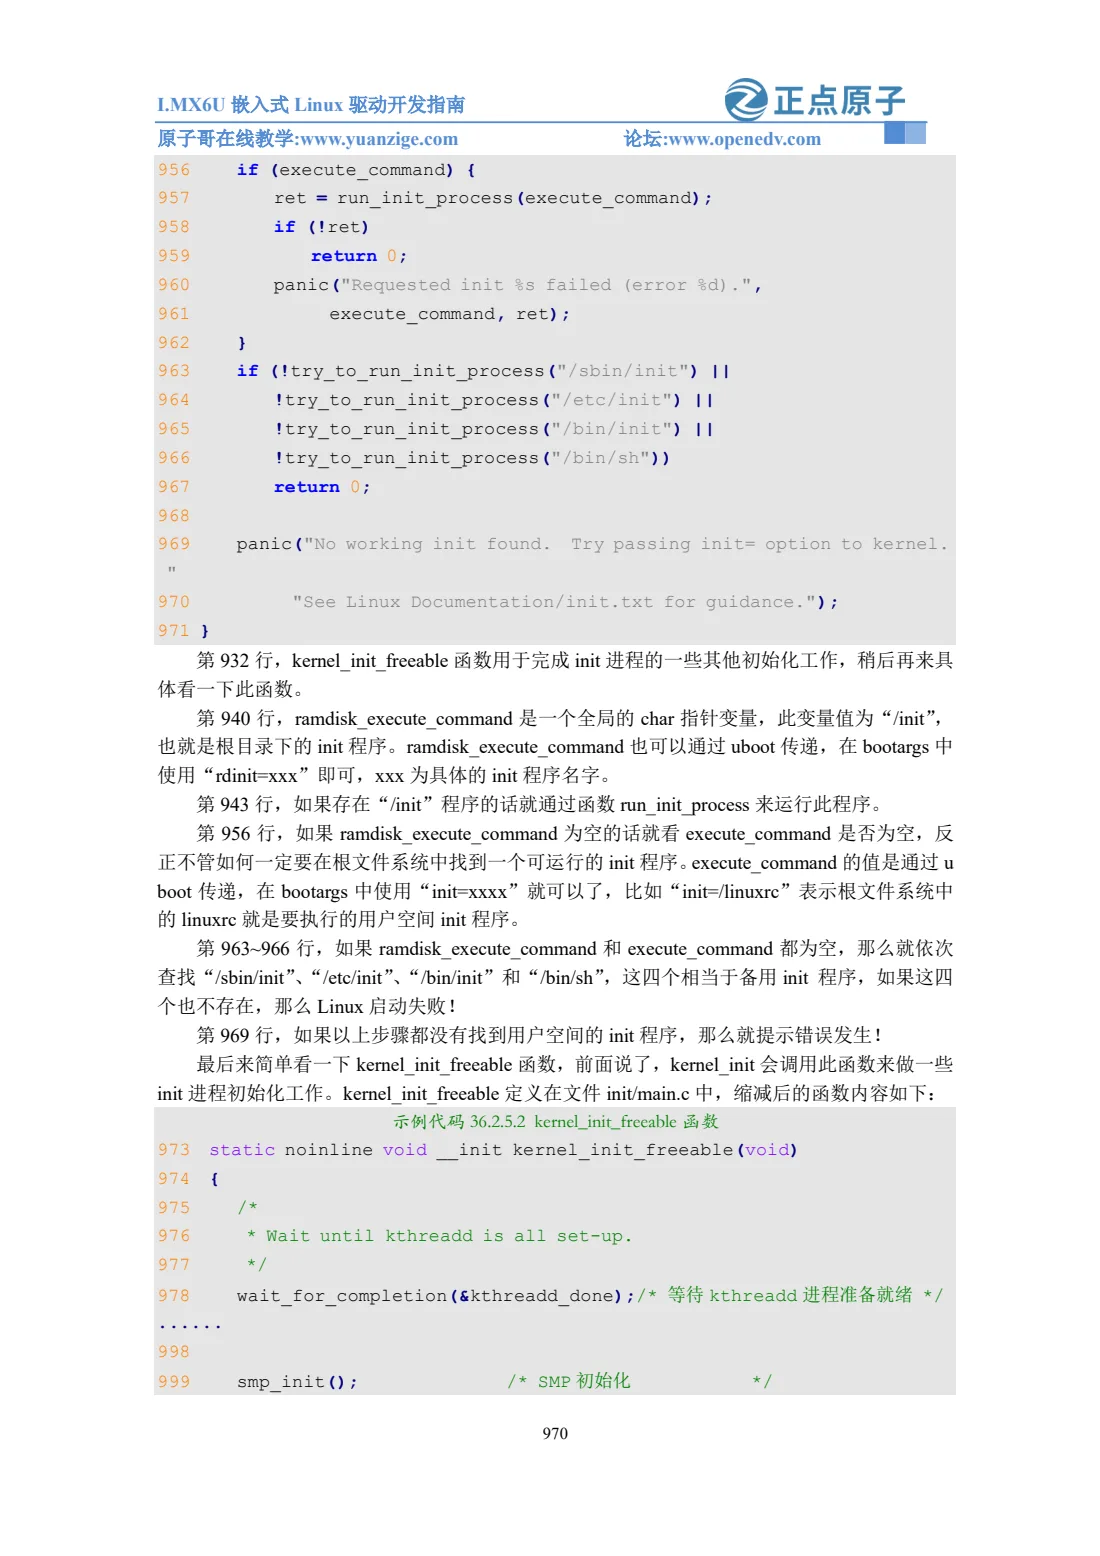 I.MX6U 嵌入式 Linux 驱动开发指南
正点原子
原子哥在线教学:www.yuanzige.com 论坛:www.openedv.com
956 if (execute_command) {
957 ret = run_init_process(execute_command);
958 if (!ret)
959 return 0;
960 panic("Requested init %s failed (error %d).",
961 execute_command, ret);
962 }
963 if (!try_to_run_init_process("/sbin/init") ||
964 !try_to_run_init_process("/etc/init") ||
965 !try_to_run_init_process("/bin/init") ||
966 !try_to_run_init_process("/bin/sh"))
967 return 0;
968
969 panic("No working init found.  Try passing init= option to kernel.
"
970 "See Linux Documentation/init.txt for guidance.");
971 }
第 932 行，kernel_init_freeable 函数用于完成 init 进程的一些其他初始化工作，稍后再来具
体看一下此函数。
第 940 行，ramdisk_execute_command 是一个全局的 char 指针变量，此变量值为“/init”，
也就是根目录下的 init 程序。ramdisk_execute_command 也可以通过 uboot 传递，在 bootargs 中
使用“rdinit=xxx”即可，xxx 为具体的 init 程序名字。
第 943 行，如果存在“/init”程序的话就通过函数 run_init_process 来运行此程序。
第 956 行，如果 ramdisk_execute_command 为空的话就看 execute_command 是否为空，反
正不管如何一定要在根文件系统中找到一个可运行的 init 程序。execute_command 的值是通过 u
boot 传递，在 bootargs 中使用“init=xxxx”就可以了，比如“init=/linuxrc”表示根文件系统中
的 linuxrc 就是要执行的用户空间 init 程序。
第 963~966 行，如果 ramdisk_execute_command 和 execute_command 都为空，那么就依次
查找“/sbin/init”、“/etc/init”、“/bin/init”和“/bin/sh”，这四个相当于备用 init 程序，如果这四
个也不存在，那么 Linux 启动失败！
第 969 行，如果以上步骤都没有找到用户空间的 init 程序，那么就提示错误发生！
最后来简单看一下 kernel_init_freeable 函数，前面说了，kernel_init 会调用此函数来做一些
init 进程初始化工作。kernel_init_freeable 定义在文件 init/main.c 中，缩减后的函数内容如下：
示例代码 36.2.5.2 kernel_init_freeable 函数
973 static noinline void __init kernel_init_freeable(void)
974 {
975 /*
976 * Wait until kthreadd is all set-up.
977 */
978 wait_for_completion(&kthreadd_done);/* 等待 kthreadd 进程准备就绪 */
......
998
999 smp_init(); /* SMP 初始化 */
970